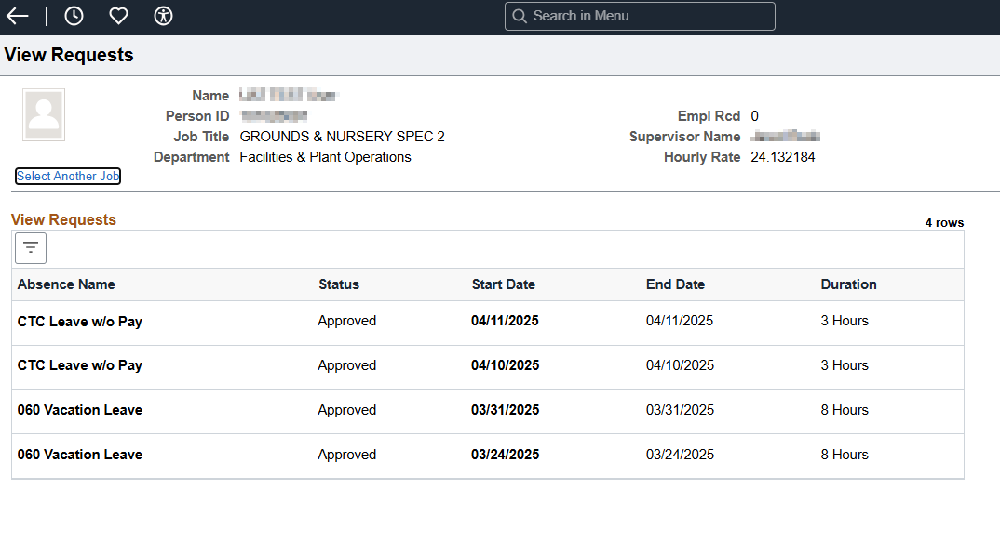 Search in Menu
View Requests
Name
Person ID
Empl Rcd 0
Job Title GROUNDS & NURSERY SPEC 2
Supervisor Name
Department Facilities & Plant Operations
Hourly Rate 24.132184
Select Another Job
View Requests
4 rows
Absence Name Status Start Date End Date Duration
CTC Leave w/o Pay Approved 04/11/2025 04/11/2025 3 Hours
CTC Leave w/o Pay Approved 04/10/2025 04/10/2025 3 Hours
060 Vacation Leave Approved 03/31/2025 03/31/2025 8 Hours
060 Vacation Leave Approved 03/24/2025 03/24/2025 8 Hours